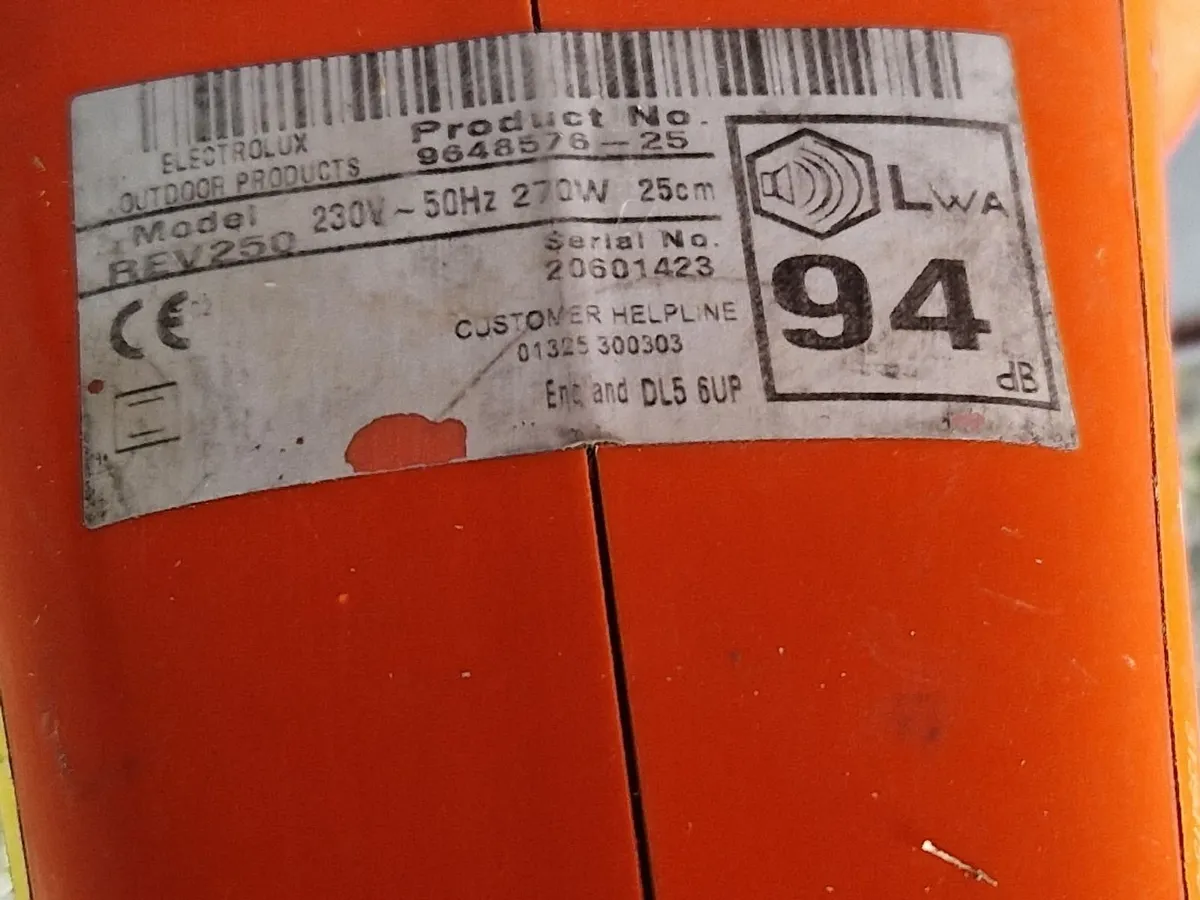 ELECTROLUX
OUTDOOR PRODUCTS
Product No.
9648576-25
Model
REV250
230V ~ 50Hz 270W 25cm
Serial No.
20601423
CE
CUSTOMER HELPLINE
01325 300303
England DL5 6UP
LWA
94
dB